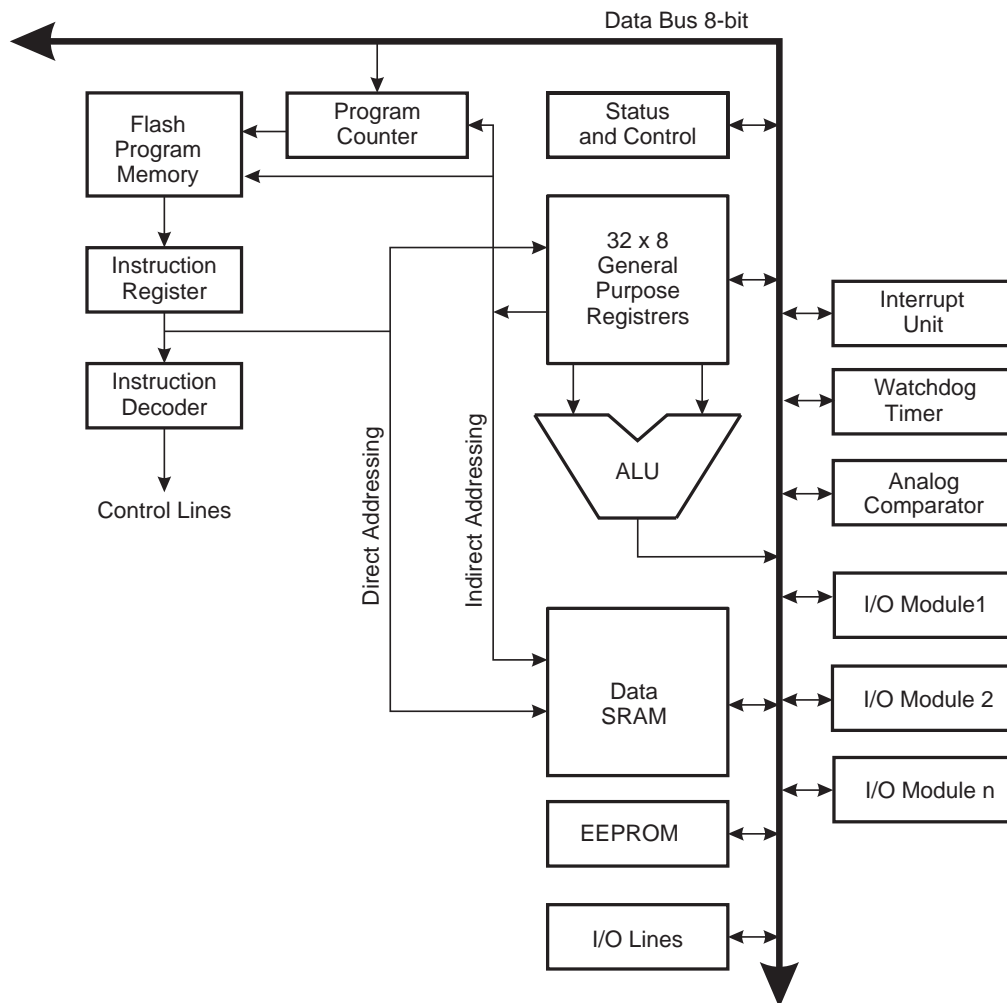 Data Bus 8-bit
Flash
Program
Memory
Program
Counter
Status
and Control
32 x 8
General
Purpose
Registrers
Instruction
Register
Instruction
Decoder
Control Lines
Direct Addressing
Indirect Addressing
ALU
Interrupt
Unit
Watchdog
Timer
Analog
Comparator
I/O Module1
Data
SRAM
I/O Module 2
I/O Module n
EEPROM
I/O Lines